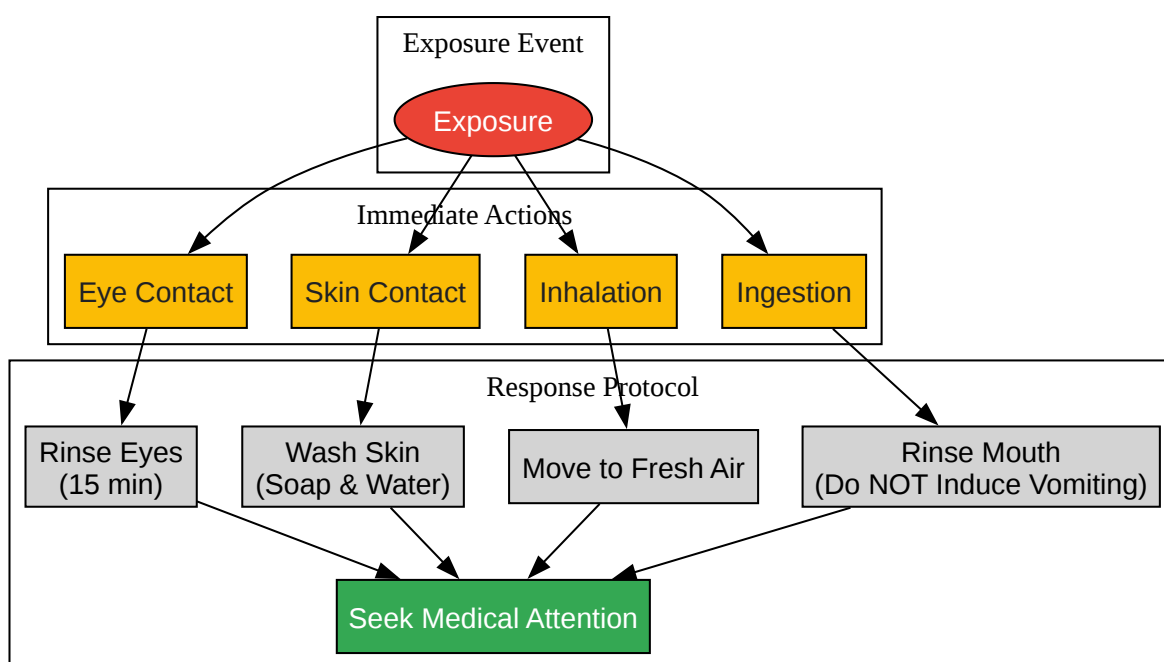 Exposure Event
Exposure
Immediate Actions
Eye Contact
Skin Contact
Inhalation
Ingestion
Response Protocol
Rinse Eyes
(15 min)
Wash Skin
(Soap & Water)
Move to Fresh Air
Rinse Mouth
(Do NOT Induce Vomiting)
Seek Medical Attention